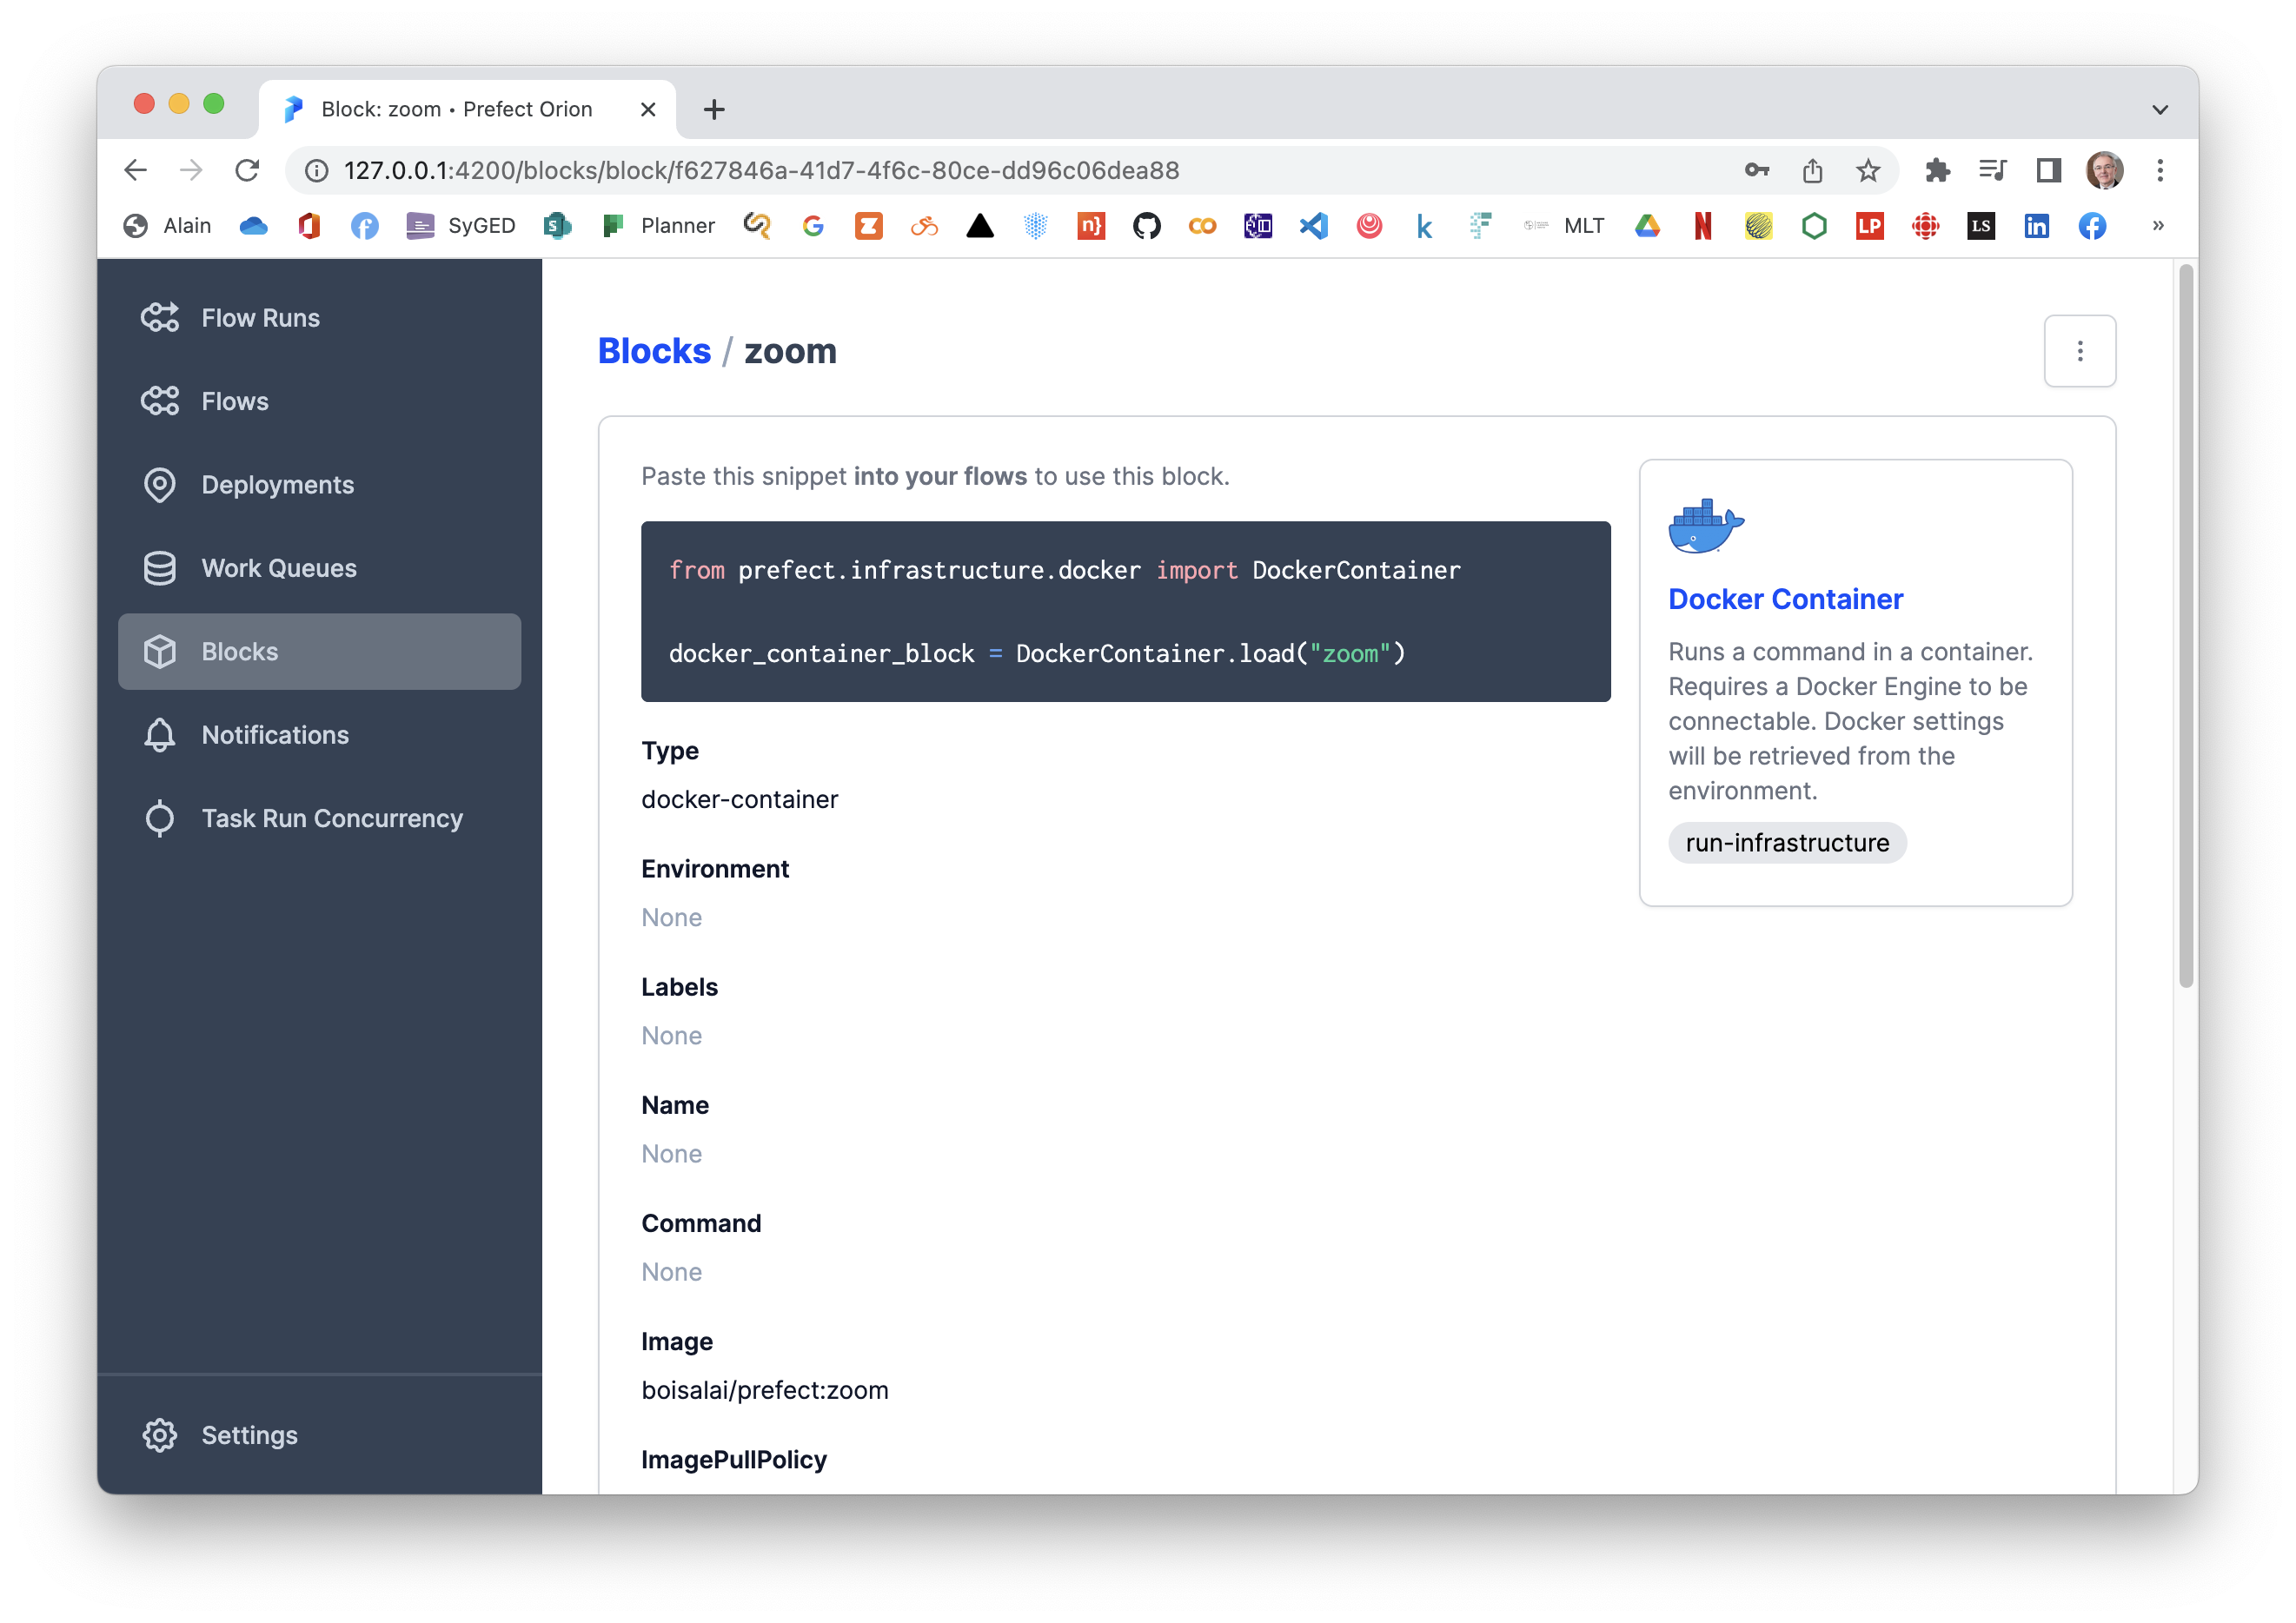 Block: zoom • Prefect Orion
127.0.0.1:4200/blocks/block/f627846a-41d7-4f6c-80ce-dd96c06dea88
Alain
SyGED
S
Planner
n}
k
MLT
N
LP
LS
in
»
Flow Runs
Flows
Deployments
Work Queues
Blocks
Notifications
Task Run Concurrency
Settings
Blocks / zoom
Paste this snippet into your flows to use this block.
from prefect.infrastructure.docker import DockerContainer
docker_container_block = DockerContainer.load("zoom")
Type
docker-container
Environment
None
Labels
None
Name
None
Command
None
Image
boisalai/prefect:zoom
ImagePullPolicy
Docker Container
Runs a command in a container.
Requires a Docker Engine to be
connectable. Docker settings
will be retrieved from the
environment.
run-infrastructure